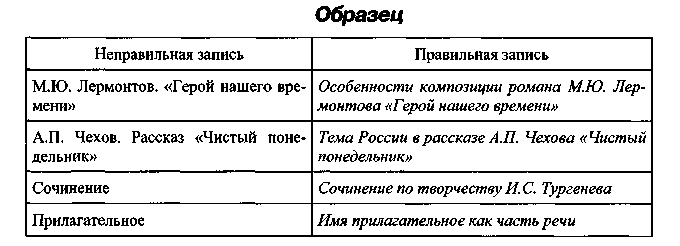 Образец
Неправильная запись
Правильная запись
М.Ю. Лермонтов. «Герой нашего вре-
мени»
Особенности композиции романа М.Ю. Лер-
монтова «Герой нашего времени»
А.П. Чехов. Рассказ «Чистый поне-
дельник»
Тема России в рассказе А.П. Чехова «Чистый
понедельник»
Сочинение
Сочинение по творчеству И.С. Тургенева
Прилагательное
Имя прилагательное как часть речи